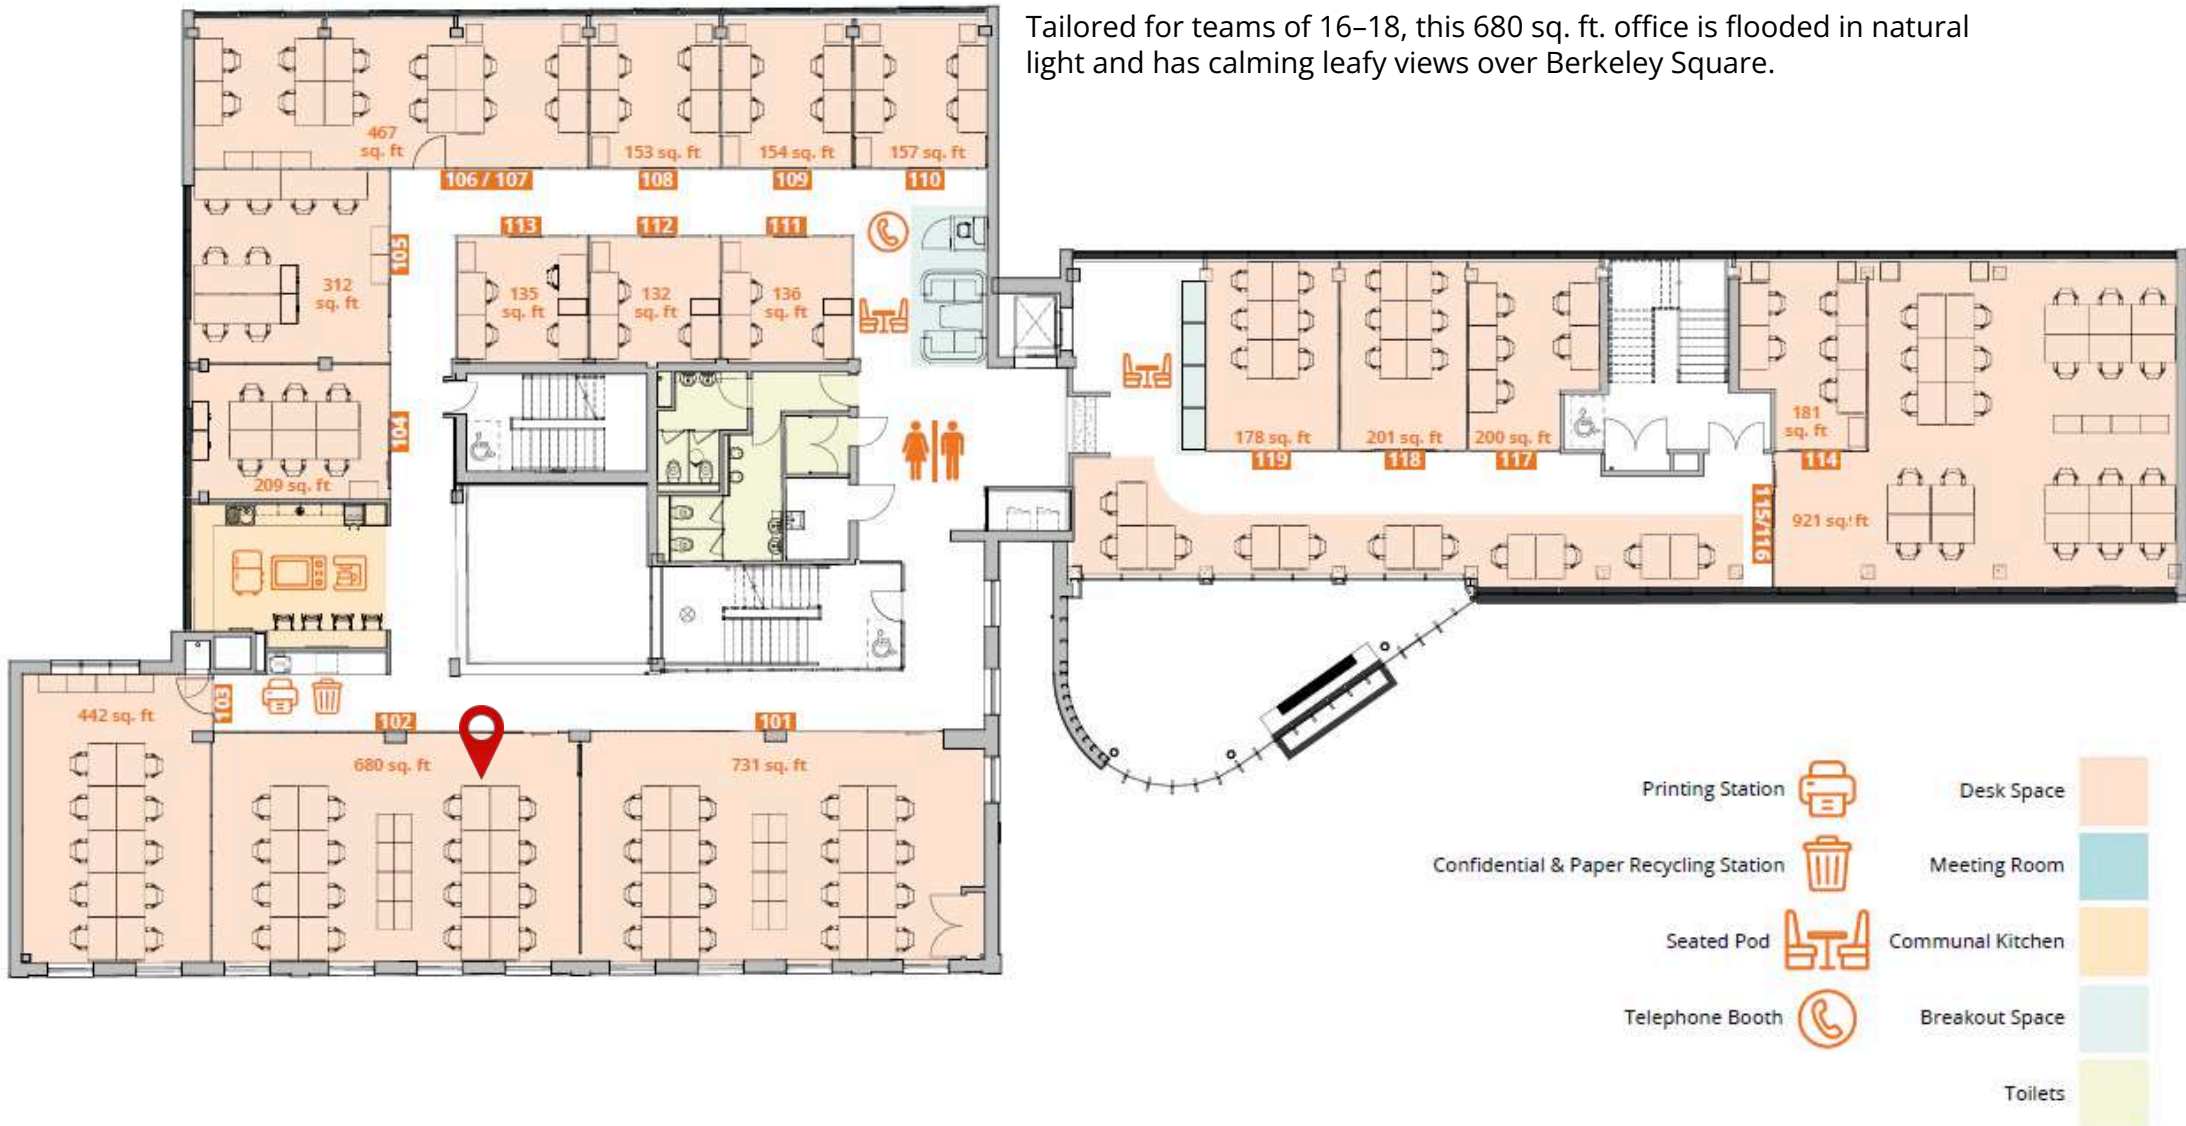 Tailored for teams of 16–18, this 680 sq. ft. office is flooded in natural
light and has calming leafy views over Berkeley Square.
467
sq. ft
153 sq. ft
154 sq. ft
157 sq. ft
106 / 107
108
109
110
113
112
111
105
312
sq. ft
135
sq. ft
132
sq. ft
136
sq. ft
104
209 sq. ft
178 sq. ft
201 sq. ft
200 sq. ft
181
sq. ft
119
118
117
114
115/116
921 sq. ft
103
442 sq. ft
102
101
680 sq. ft
731 sq. ft
Printing Station
Desk Space
Confidential & Paper Recycling Station
Meeting Room
Seated Pod
Communal Kitchen
Telephone Booth
Breakout Space
Toilets